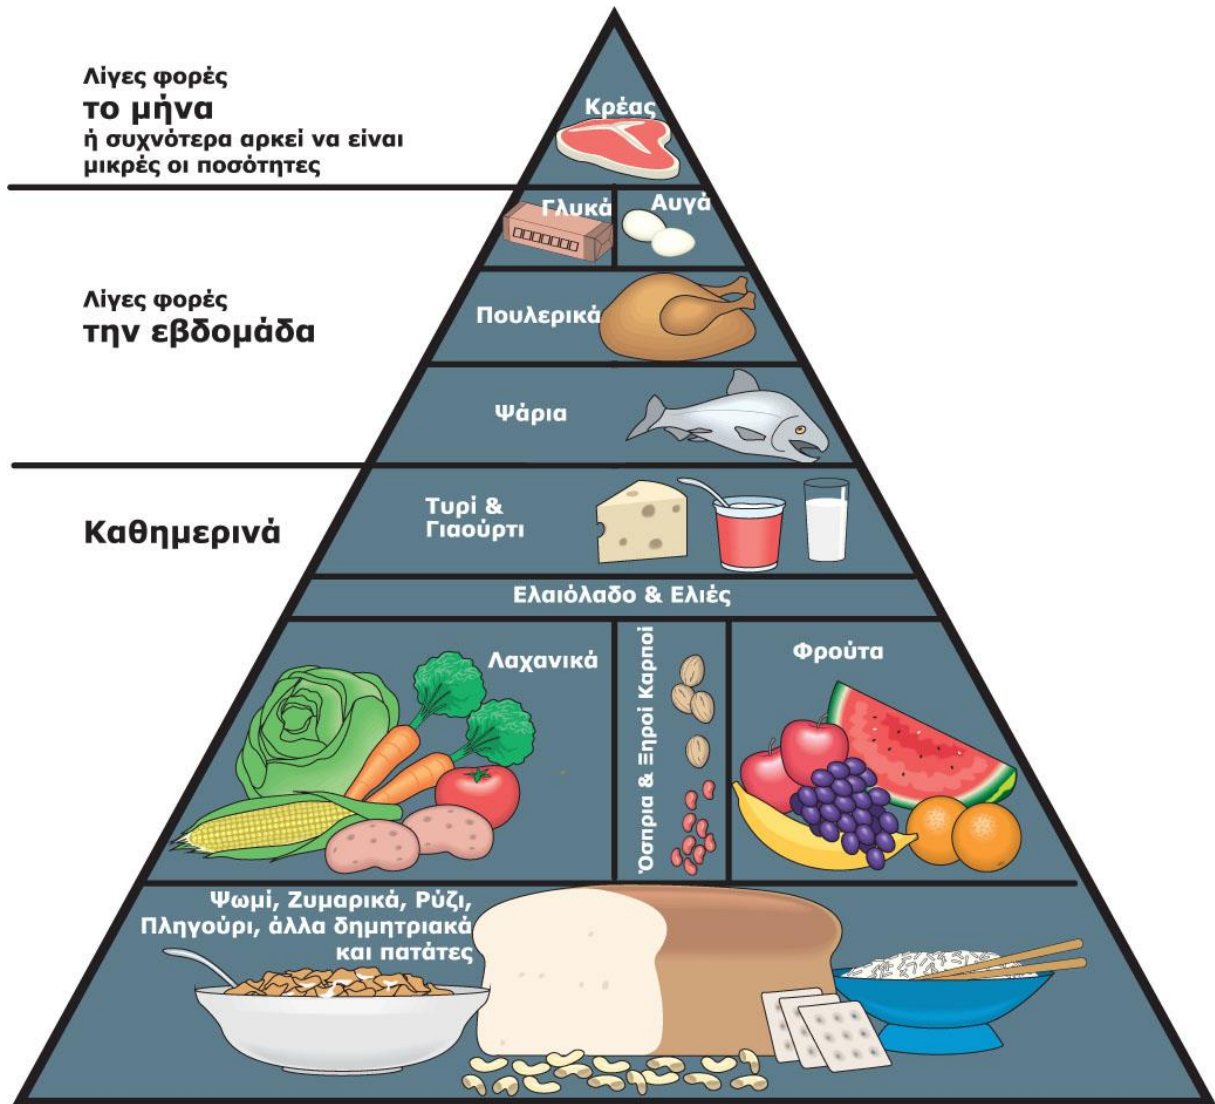 Λίγες φορές
το μήνα
ή συχνότερα αρκεί να είναι
μικρές οι ποσότητες
Κρέας
Γλυκά
Αυγά
Λίγες φορές
την εβδομάδα
Πουλερικά
Ψάρια
Καθημερινά
Τυρί &
Γιαούρτι
Ελαιόλαδο & Ελιές
Λαχανικά
Όσπρια & Ξηροί Καρποί
Φρούτα
Ψωμί, Ζυμαρικά, Ρύζι,
Πληγούρι, άλλα δημητριακά
και πατάτες